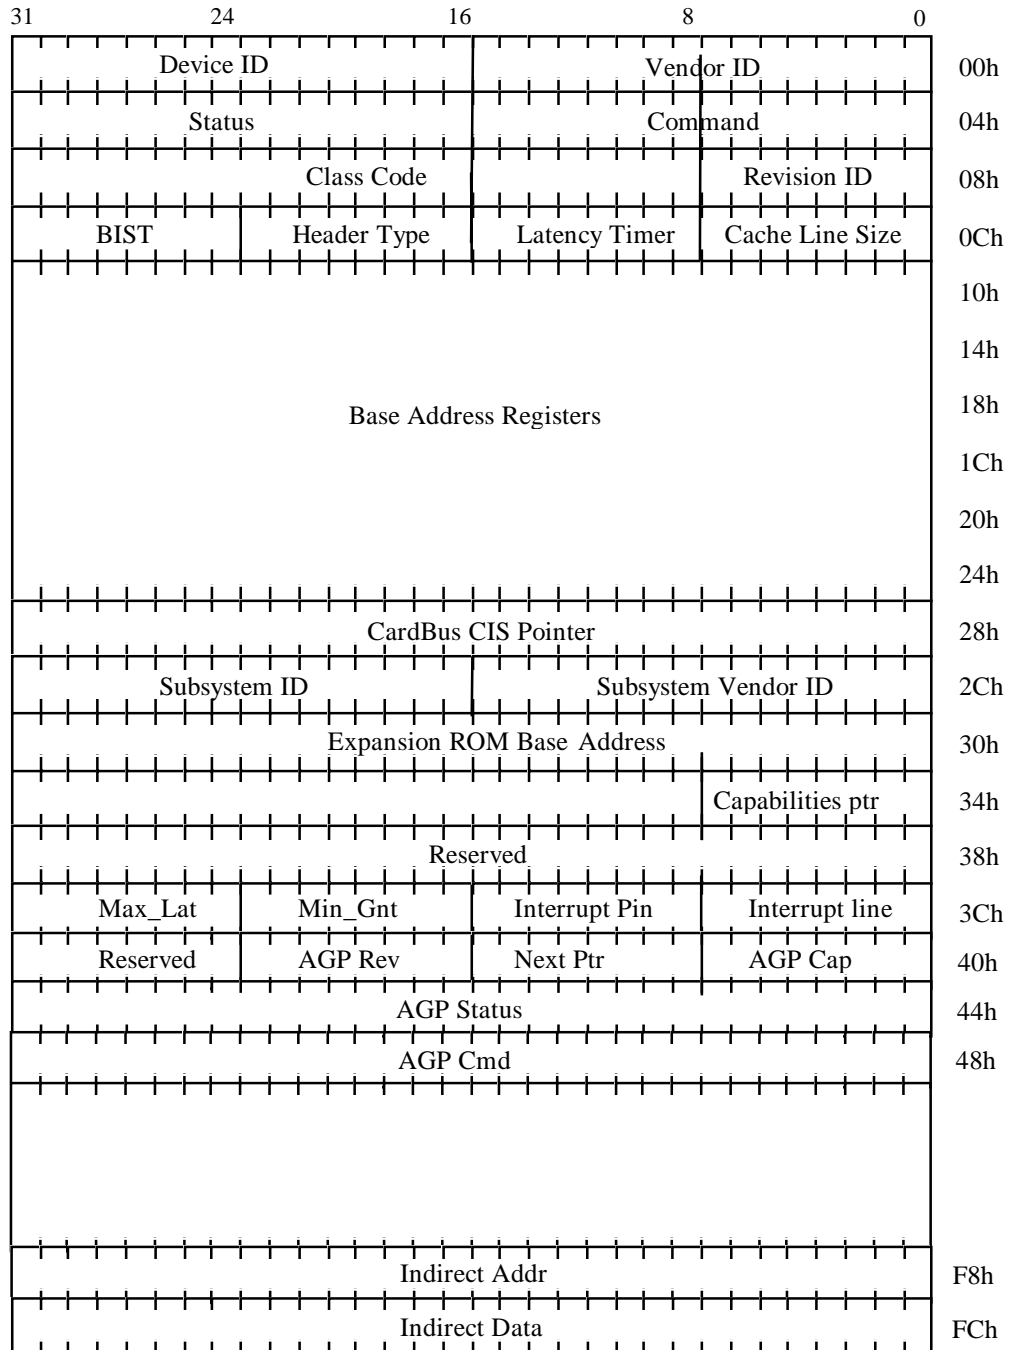 31 24 16 8 0
Device ID Vendor ID 00h
Status Command 04h
Class Code Revision ID 08h
BIST Header Type Latency Timer Cache Line Size 0Ch
10h
14h
18h
Base Address Registers
1Ch
20h
24h
CardBus CIS Pointer 28h
Subsystem ID Subsystem Vendor ID 2Ch
Expansion ROM Base Address 30h
Capabilities ptr 34h
Reserved 38h
Max_Lat Min_Gnt Interrupt Pin Interrupt line 3Ch
Reserved AGP Rev Next Ptr AGP Cap 40h
AGP Status 44h
AGP Cmd 48h
Indirect Addr F8h
Indirect Data FCh